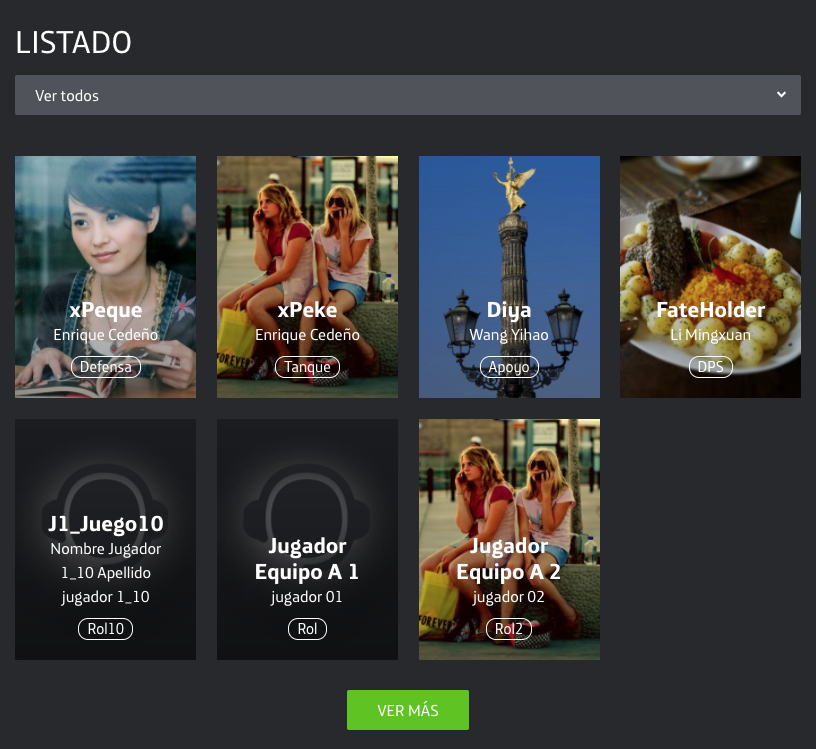 LISTADO
Ver todos
xPeque
Enrique Cedeño
Defensa
xPeke
Enrique Cedeño
Tanque
FOREVER
Diya
Wang Yihao
Apoyo
FateHolder
Li Mingxuan
DPS
J1_Juego10
Nombre Jugador
1_10 Apellido
jugador 1_10
Rol10
Jugador
Equipo A 1
jugador 01
Rol
Jugador
Equipo A 2
jugador 02
Rol2
FOREVER
VER MÁS